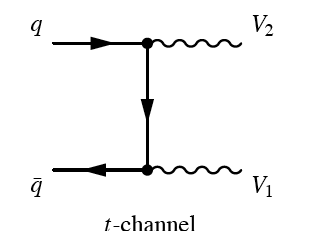 q V₂
q̄ V₁
t-channel